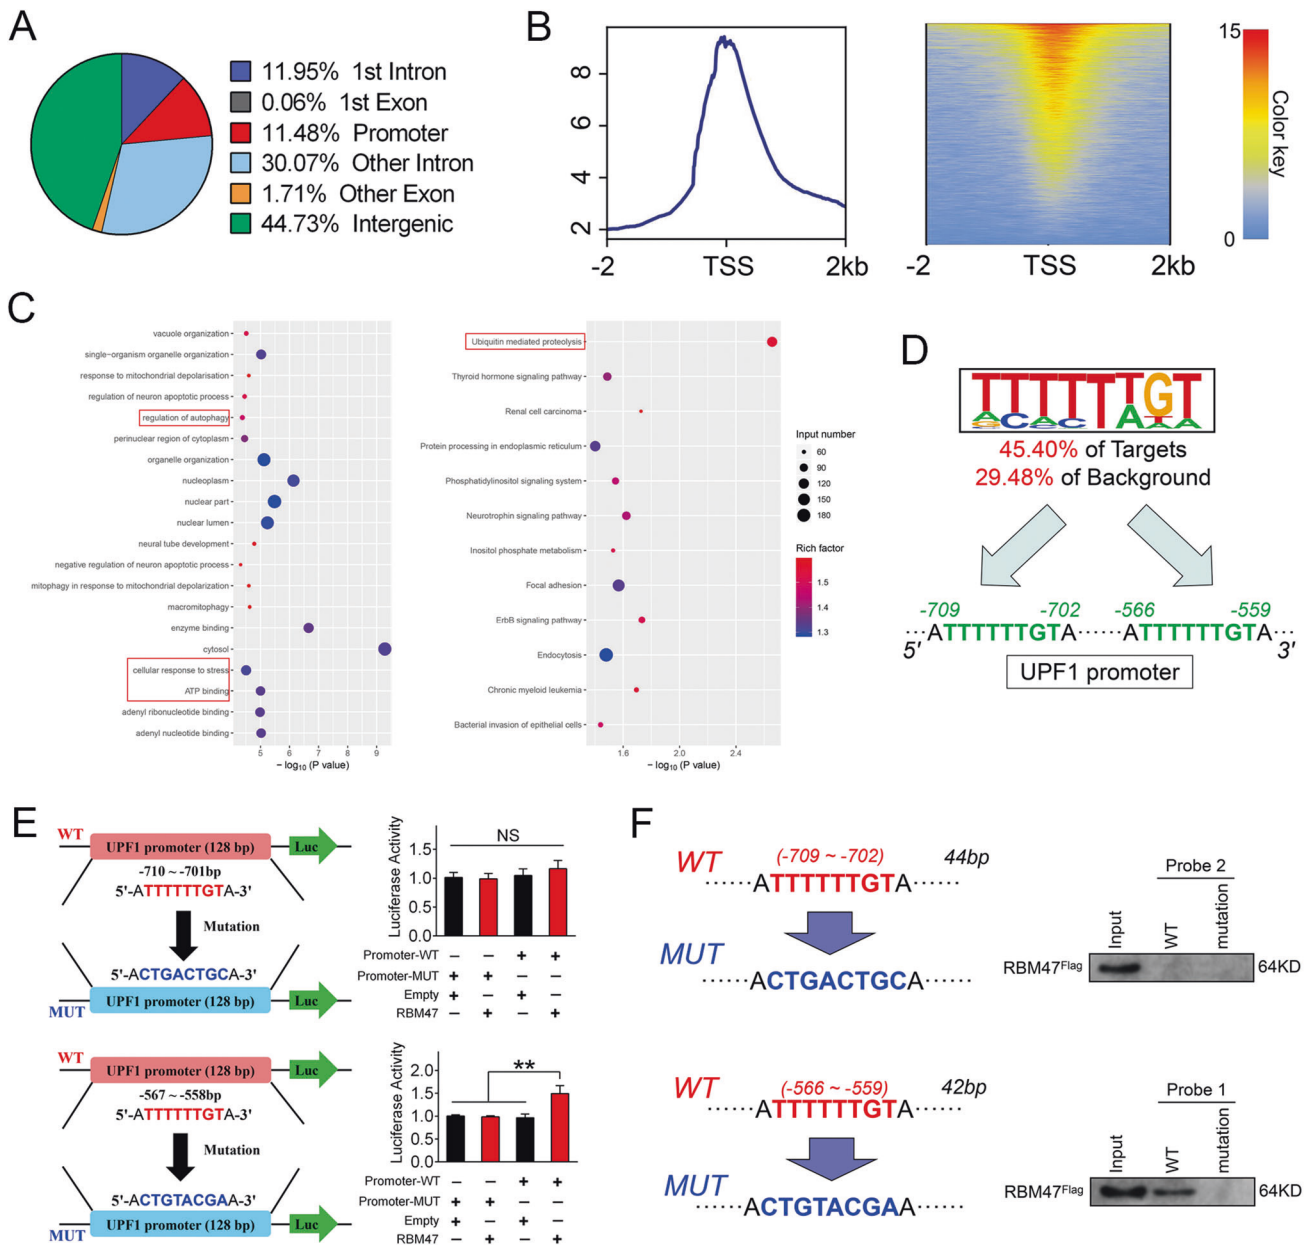 A
11.95% 1st Intron
0.06% 1st Exon
11.48% Promoter
30.07% Other Intron
1.71% Other Exon
44.73% Intergenic
B
8
6
4
2
-2 TSS 2kb
-2 TSS 2kb
15
0
Color key
C
vacuole organization
single-organism organelle organization
response to mitochondrial depolarisation
regulation of neuron apoptotic process
regulation of autophagy
perinuclear region of cytoplasm
organelle organization
nucleoplasm
nuclear part
nuclear lumen
neural tube development
negative regulation of neuron apoptotic process
mitophagy in response to mitochondrial depolarization
macromitophagy
enzyme binding
cytosol
cellular response to stress
ATP binding
adenyl ribonucleotide binding
adenyl nucleotide binding
5 6 7 8 9
− log10 (P value)
Ubiquitin mediated proteolysis
Thyroid hormone signaling pathway
Renal cell carcinoma
Protein processing in endoplasmic reticulum
Phosphatidylinositol signaling system
Neurotrophin signaling pathway
Inositol phosphate metabolism
Focal adhesion
ErbB signaling pathway
Endocytosis
Chronic myeloid leukemia
Bacterial invasion of epithelial cells
1.6 2.0 2.4
− log10 (P value)
Input number
60
90
120
150
180
Rich factor
1.5
1.4
1.3
D
TTTTTTGT
45.40% of Targets
29.48% of Background
-709 -702 -566 -559
5' ATTTTTTGTA ATTTTTTGTA 3'
UPF1 promoter
E
WT
UPF1 promoter (128 bp) Luc
-710 ~ -701bp
5'-ATTTTTTGTA-3'
Mutation
5'-ACTGACTGCA-3'
MUT UPF1 promoter (128 bp) Luc
Luciferase Activity
NS
1.5
1.0
0.5
0.0
Promoter-WT – – + +
Promoter-MUT + + – –
Empty + – + –
RBM47 – + – +
WT
UPF1 promoter (128 bp) Luc
-567 ~ -558bp
5'-ATTTTTTGTA-3'
Mutation
5'-ACTGTACGAA-3'
MUT UPF1 promoter (128 bp) Luc
Luciferase Activity
**
2.0
1.5
1.0
0.5
0.0
Promoter-WT – – + +
Promoter-MUT + + – –
Empty + – + –
RBM47 – + – +
F
WT (-709 ~ -702) 44bp
ATTTTTTGTA
MUT
ACTGACTGCA
Probe 2
Input WT mutation
RBM47Flag 64KD
WT (-566 ~ -559) 42bp
ATTTTTTGTA
MUT
ACTGTACGAA
Probe 1
Input WT mutation
RBM47Flag 64KD